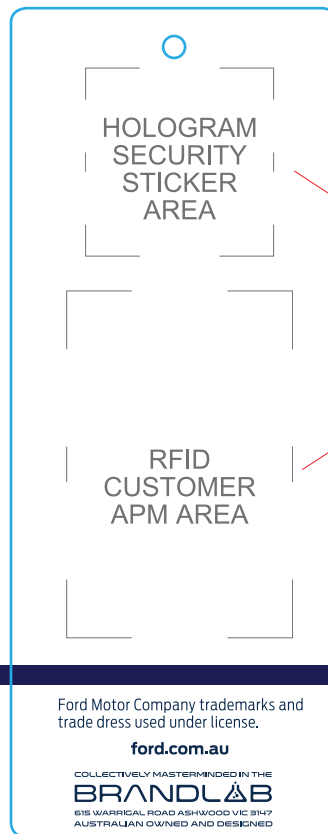 HOLOGRAM
SECURITY
STICKER
AREA
RFID
CUSTOMER
APM AREA
Ford Motor Company trademarks and
trade dress used under license.
ford.com.au
COLLECTIVELY MASTERMINDED IN THE
BRANDLAB
615 WARRIGAL ROAD ASHWOOD VIC 3147
AUSTRALIAN OWNED AND DESIGNED